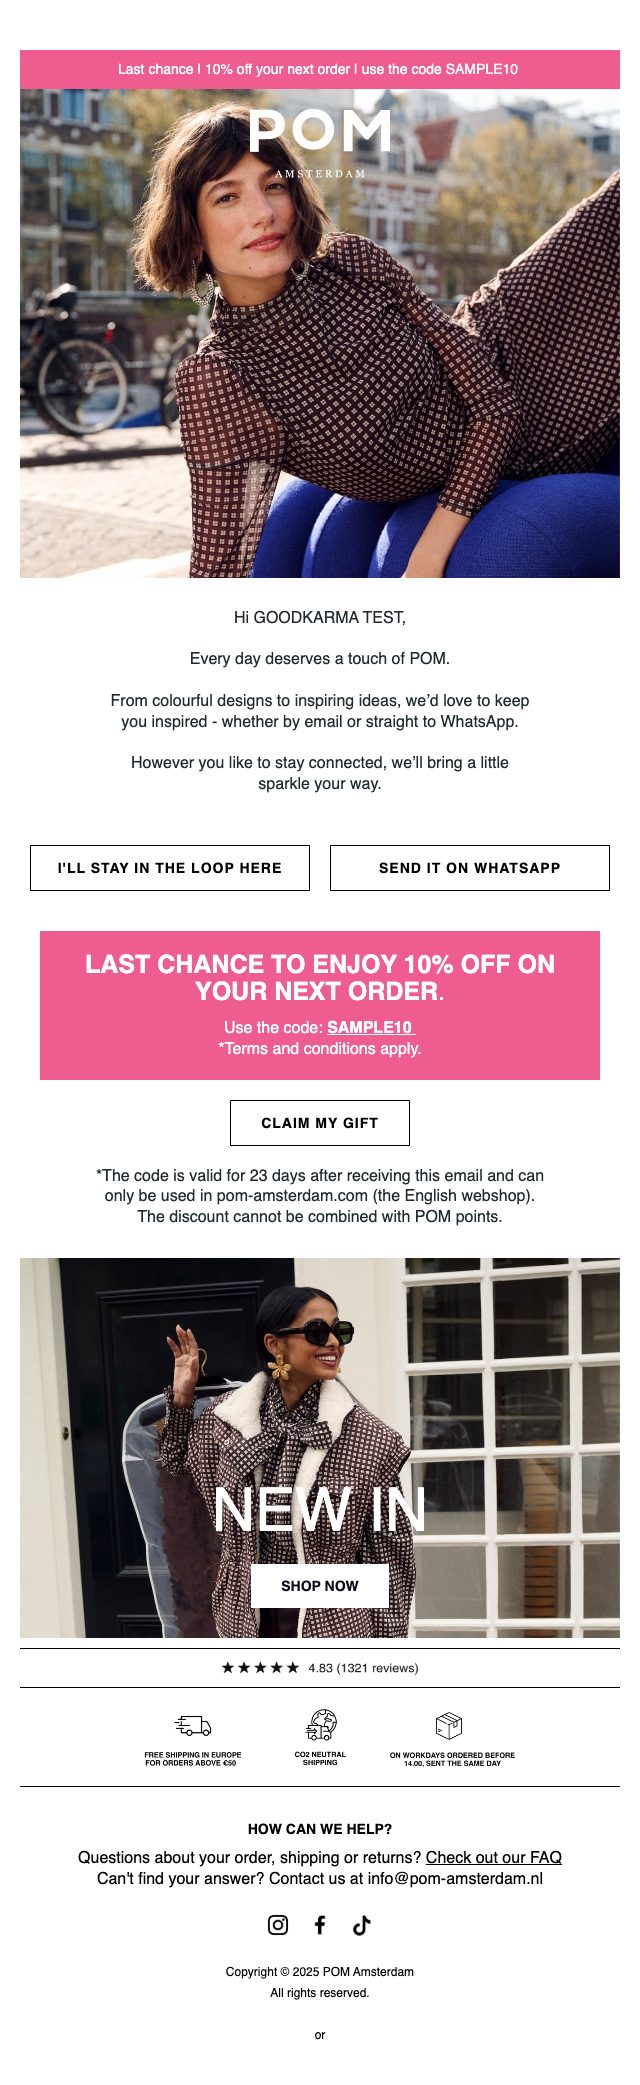 Last chance | 10% off your next order | use the code SAMPLE10
POM
AMSTERDAM
Hi GOODKARMA TEST,
Every day deserves a touch of POM.
From colourful designs to inspiring ideas, we’d love to keep
you inspired - whether by email or straight to WhatsApp.
However you like to stay connected, we’ll bring a little
sparkle your way.
I'LL STAY IN THE LOOP HERE
SEND IT ON WHATSAPP
LAST CHANCE TO ENJOY 10% OFF ON
YOUR NEXT ORDER.
Use the code: SAMPLE10
*Terms and conditions apply.
CLAIM MY GIFT
*The code is valid for 23 days after receiving this email and can
only be used in pom-amsterdam.com (the English webshop).
The discount cannot be combined with POM points.
NEW IN
SHOP NOW
4.83 (1321 reviews)
FREE SHIPPING IN EUROPE
FOR ORDERS ABOVE €50
CO2 NEUTRAL
SHIPPING
ON WORKDAYS ORDERED BEFORE
14.00, SENT THE SAME DAY
HOW CAN WE HELP?
Questions about your order, shipping or returns? Check out our FAQ
Can't find your answer? Contact us at info@pom-amsterdam.nl
Copyright © 2025 POM Amsterdam
All rights reserved.
or